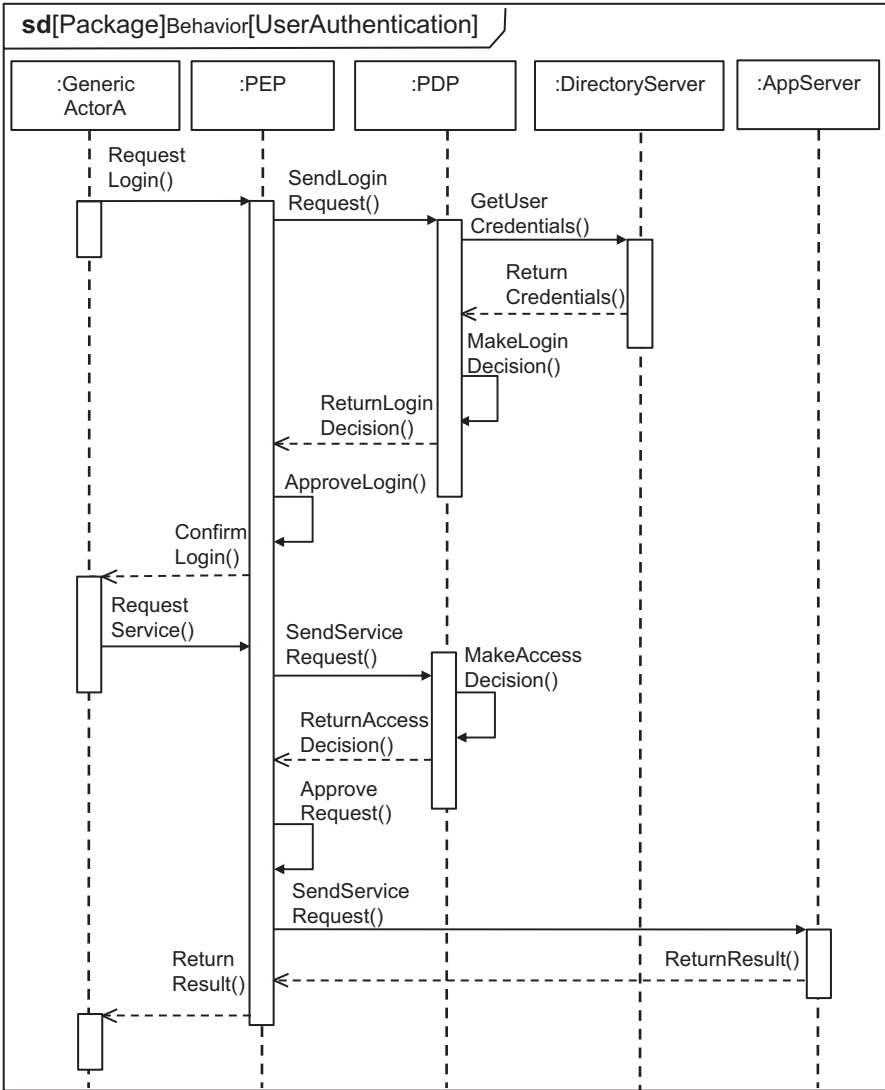 sd[Package]Behavior[UserAuthentication]
:Generic
ActorA
:PEP
:PDP
:DirectoryServer
:AppServer
Request
Login()
SendLogin
Request()
GetUser
Credentials()
Return
Credentials()
MakeLogin
Decision()
ReturnLogin
Decision()
ApproveLogin()
Confirm
Login()
Request
Service()
SendService
Request()
MakeAccess
Decision()
ReturnAccess
Decision()
Approve
Request()
SendService
Request()
ReturnResult()
Return
Result()